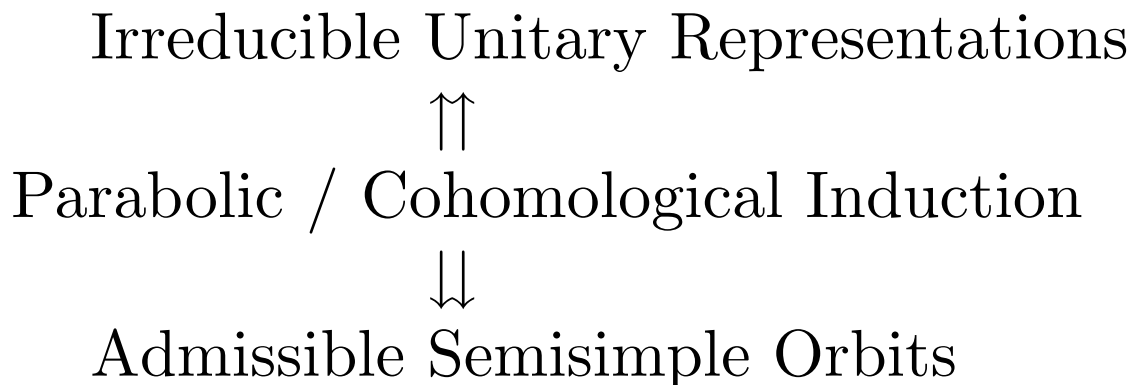 Irreducible Unitary Representations
⇈
Parabolic / Cohomological Induction
⇊
Admissible Semisimple Orbits